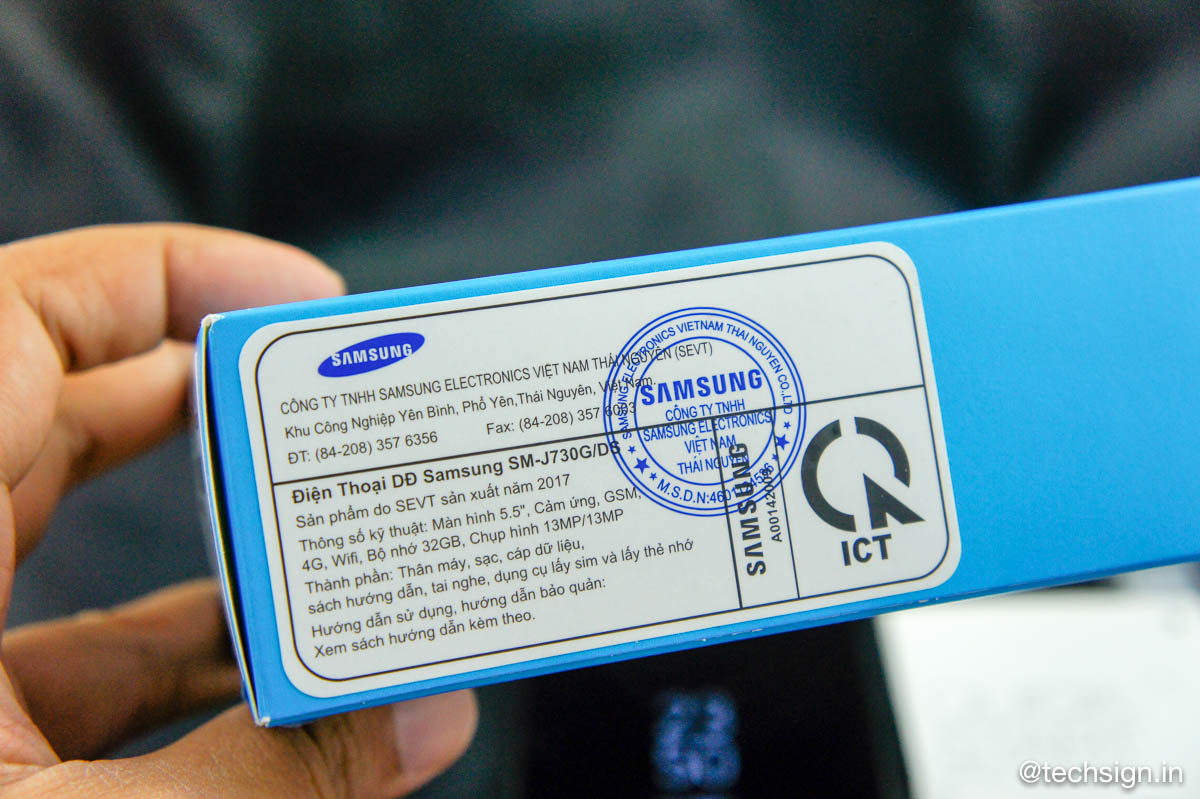 SAMSUNG
CÔNG TY TNHH SAMSUNG ELECTRONICS VIỆT NAM THÁI NGUYÊN (SEVT)
Khu Công Nghiệp Yên Bình, Phổ Yên,Thái Nguyên, Việt Nam.
ĐT: (84-208) 357 6356 Fax: (84-208) 357 6003
Điện Thoại DĐ Samsung SM-J730G/DS
Sản phẩm do SEVT sản xuất năm 2017
Thông số kỹ thuật: Màn hình 5.5", Cảm ứng, GSM,
4G, Wifi, Bộ nhớ 32GB, Chụp hình 13MP/13MP
Thành phần: Thân máy, sạc, cáp dữ liệu,
sách hướng dẫn, tai nghe, dụng cụ lấy sim và lấy thẻ nhớ
Hướng dẫn sử dụng, hướng dẫn bảo quản:
Xem sách hướng dẫn kèm theo.
SAMSUNG ELECTRONICS VIETNAM THAI NGUYEN CO.,LTD
SAMSUNG
CÔNG TY TNHH
SAMSUNG ELECTRONICS
VIỆT NAM
THÁI NGUYÊN
M.S.D.N:
SAMSUNG
ICT
@techsign.in